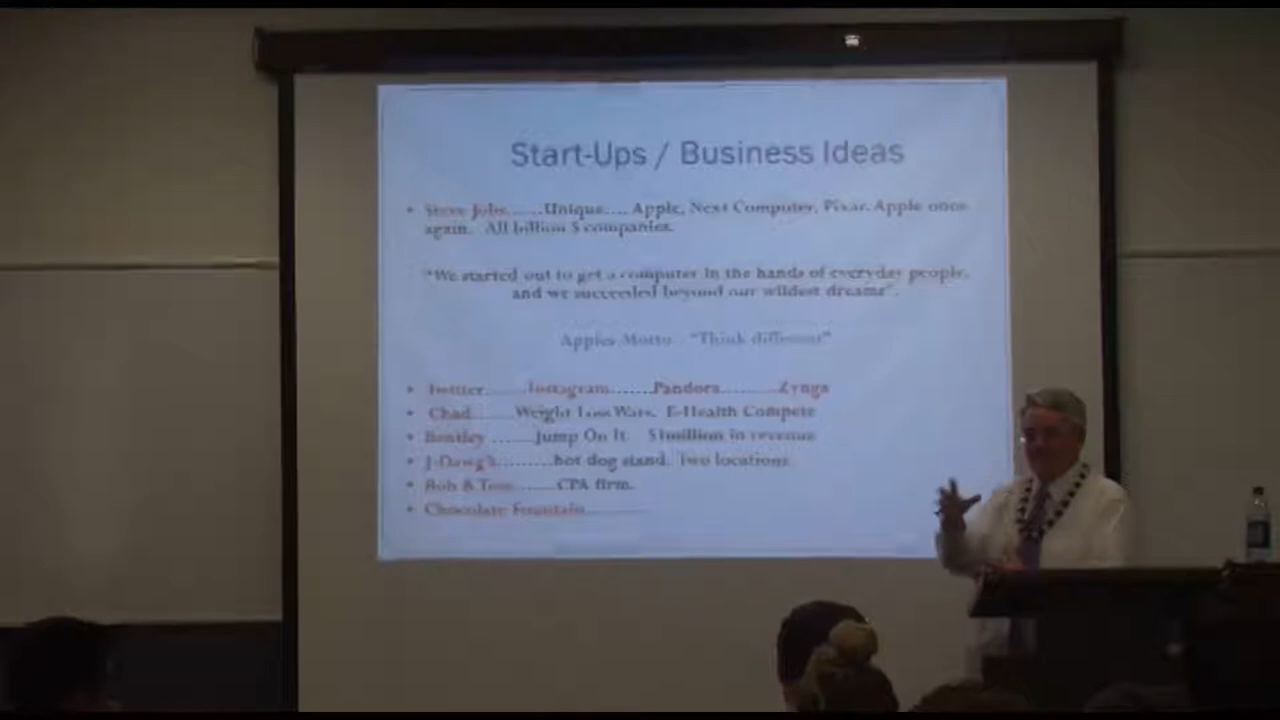 Start-Ups / Business Ideas
• Steve Jobs......Unique.... Apple, Next Computer, Pixar, Apple once
again. All billion $ companies.
"We started out to get a computer in the hands of everyday people,
and we succeeded beyond our wildest dreams".
Apples Motto "Think different"
• Twitter.......Instagram.......Pandora..........Zynga
• Chad.......Weight Loss Wars. E-Health Compete
• Bentley .......Jump On It. $1million in revenue
• J-Dawg's.........hot dog stand. Two locations
• Bob & Tom.......CPA firm.
• Chocolate Fountain..........